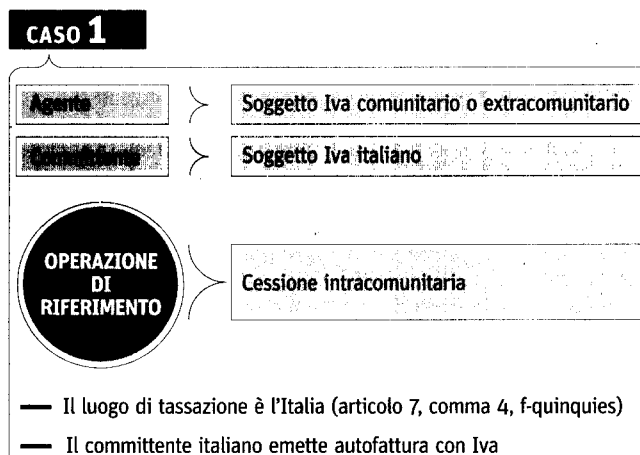 CASO 1
Agente
Soggetto Iva comunitario o extracomunitario
Committente
Soggetto Iva italiano
OPERAZIONE
DI
RIFERIMENTO
Cessione intracomunitaria
— Il luogo di tassazione è l'Italia (articolo 7, comma 4, f-quinquies)
— Il committente italiano emette autofattura con Iva